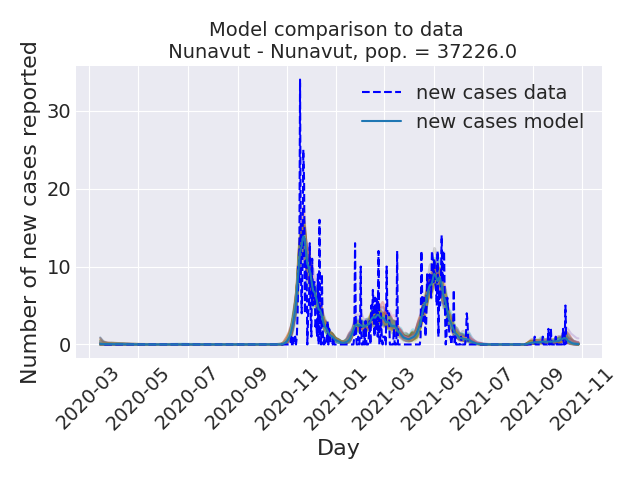 Model comparison to data
Nunavut - Nunavut, pop. = 37226.0
Number of new cases reported
30
20
10
0
new cases data
new cases model
2020-03
2020-05
2020-07
2020-09
2020-11
2021-01
2021-03
2021-05
2021-07
2021-09
2021-11
Day